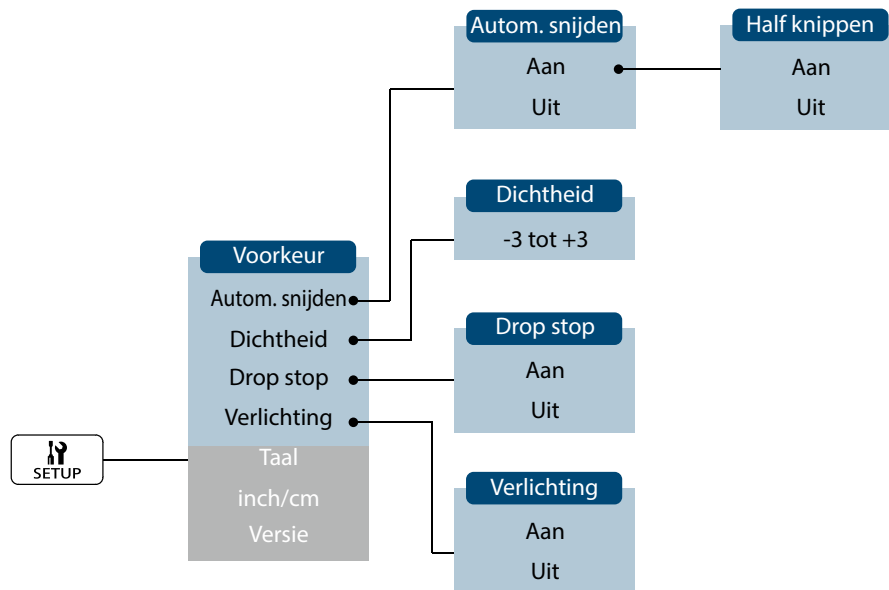 SETUP
Voorkeur
Autom. snijden
Dichtheid
Drop stop
Verlichting
Taal
inch/cm
Versie
Autom. snijden
Aan
Uit
Half knippen
Aan
Uit
Dichtheid
-3 tot +3
Drop stop
Aan
Uit
Verlichting
Aan
Uit